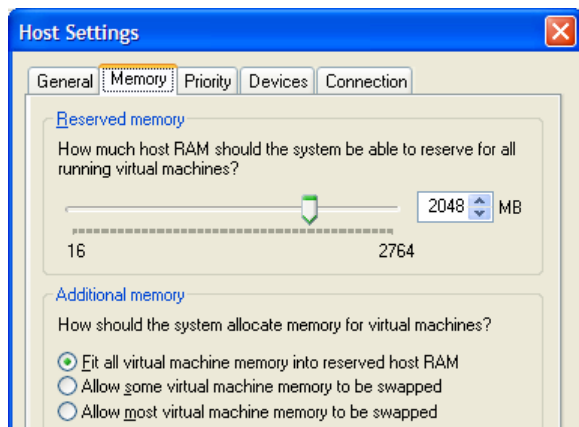 Host Settings
General Memory Priority Devices Connection
Reserved memory
How much host RAM should the system be able to reserve for all
running virtual machines?
2048 MB
16 2764
Additional memory
How should the system allocate memory for virtual machines?
Fit all virtual machine memory into reserved host RAM
Allow some virtual machine memory to be swapped
Allow most virtual machine memory to be swapped